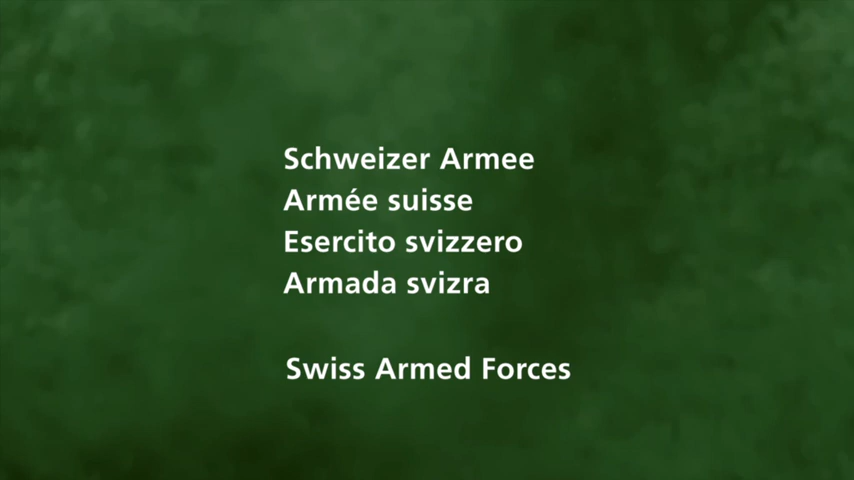 Schweizer Armee
Armée suisse
Esercito svizzero
Armada svizra
Swiss Armed Forces